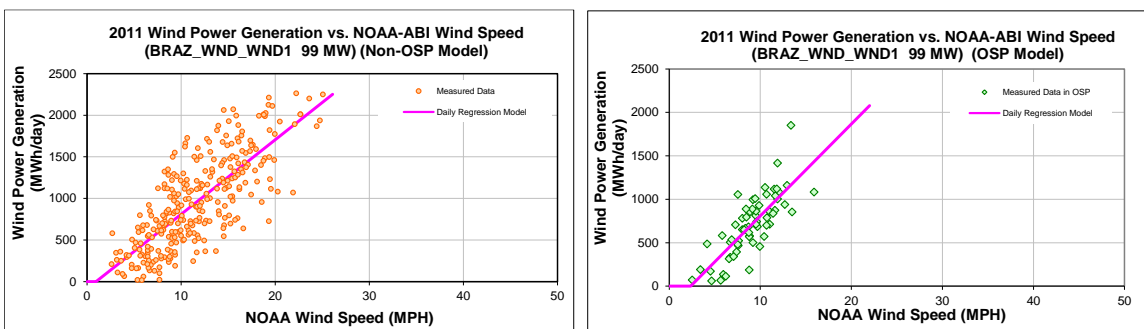 2011 Wind Power Generation vs. NOAA-ABI Wind Speed
(BRAZ_WND_WND1 99 MW) (Non-OSP Model)
Wind Power Generation
(MWh/day)
2500
2000
1500
1000
500
0
Measured Data
Daily Regression Model
0 10 20 30 40 50
NOAA Wind Speed (MPH)
2011 Wind Power Generation vs. NOAA-ABI Wind Speed
(BRAZ_WND_WND1 99 MW) (OSP Model)
Wind Power Generation
(MWh/day)
2500
2000
1500
1000
500
0
Measured Data in OSP
Daily Regression Model
0 10 20 30 40 50
NOAA Wind Speed (MPH)